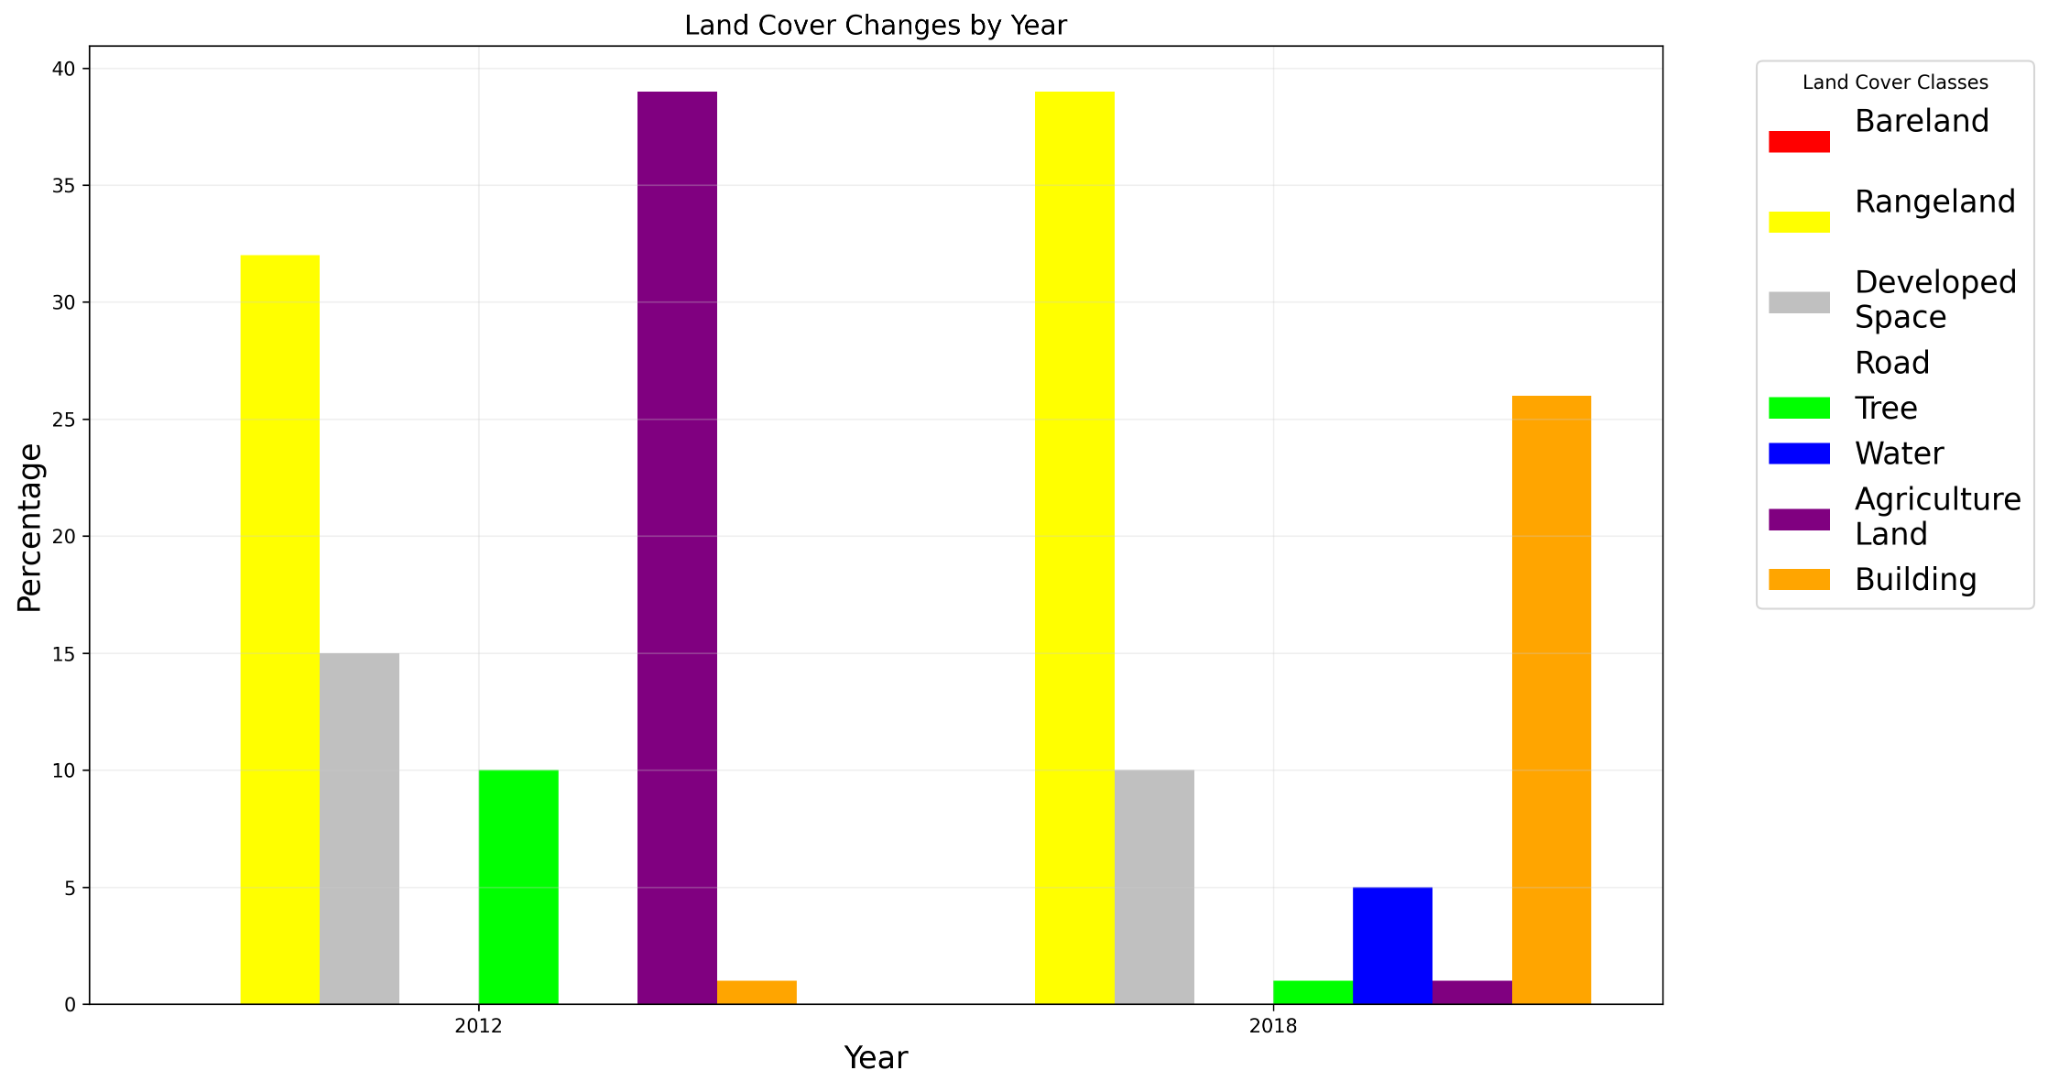 Land Cover Changes by Year
Percentage
40
35
30
25
20
15
10
5
0
2012
2018
Year
Land Cover Classes
Bareland
Rangeland
Developed
Space
Road
Tree
Water
Agriculture
Land
Building